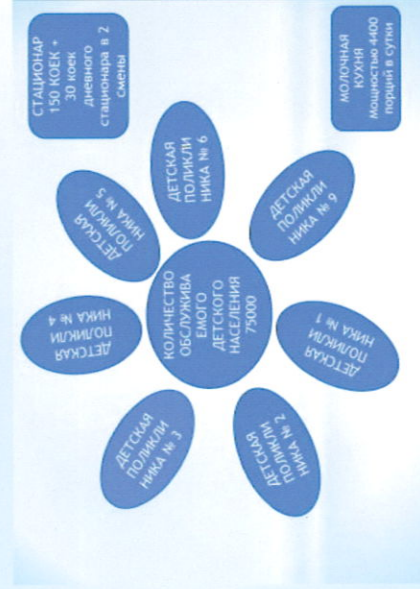 ДЕТСКАЯ
ПОЛИКЛИ
НИКА № 4
СТАЦИОНАР
150 КОЕК +
30 коек
дневного
стационара в 2
смены
ДЕТСКАЯ
ПОЛИКЛИ
НИКА № 5
ДЕТСКАЯ
ПОЛИКЛИ
НИКА № 3
ДЕТСКАЯ
ПОЛИКЛИ
НИКА № 6
КОЛИЧЕСТВО
ОБСЛУЖИВА
ЕМОГО
ДЕТСКОГО
НАСЕЛЕНИЯ
75000
ДЕТСКАЯ
ПОЛИКЛИ
НИКА № 2
ДЕТСКАЯ
ПОЛИКЛИ
НИКА № 9
ДЕТСКАЯ
ПОЛИКЛИ
НИКА № 1
МОЛОЧНАЯ
КУХНЯ
Мощностью 4400
порций в сутки